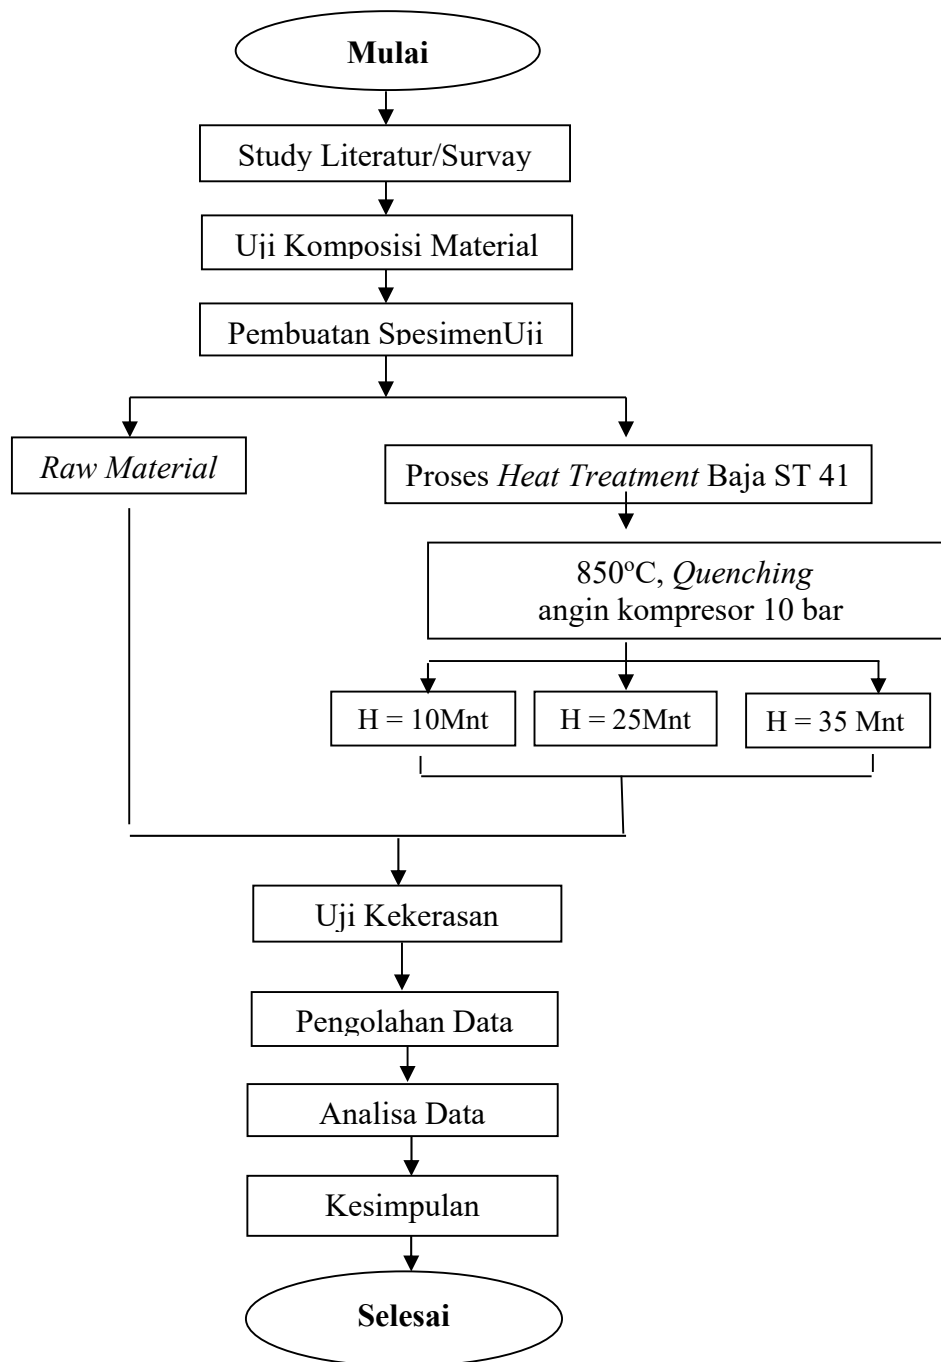 Mulai
Study Literatur/Survay
Uji Komposisi Material
Pembuatan SpesimenUji
Raw Material
Proses Heat Treatment Baja ST 41
850ºC, Quenching
angin kompresor 10 bar
H = 10Mnt
H = 25Mnt
H = 35 Mnt
Uji Kekerasan
Pengolahan Data
Analisa Data
Kesimpulan
Selesai